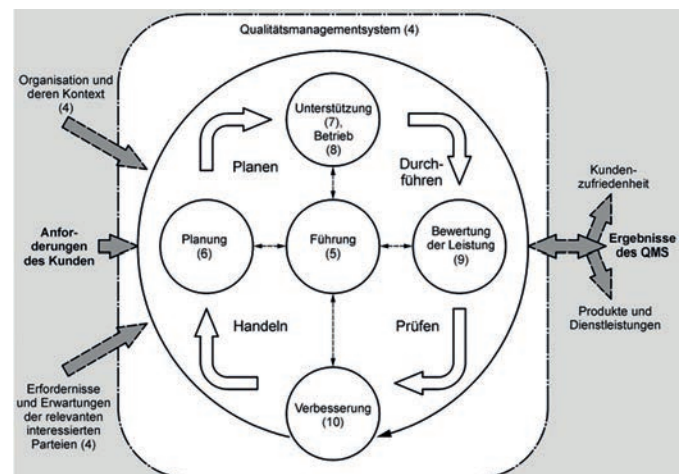 Qualitätsmanagementsystem (4)
Organisation und
deren Kontext
(4)
Unterstützung
(7),
Betrieb
(8)
Planen
Durch-
führen
Kunden-
zufriedenheit
Anfor-
derungen
des Kunden
Planung
(6)
Führung
(5)
Bewertung
der Leistung
(9)
Ergebnisse
des QMS
Handeln
Prüfen
Produkte und
Dienstleistungen
Erfordernisse
und Erwartungen
der relevanten
interessierten
Parteien (4)
Verbesserung
(10)